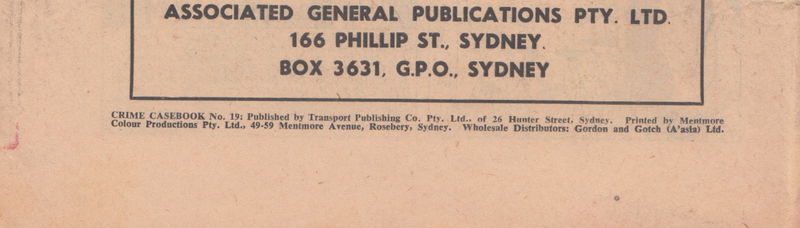 ASSOCIATED GENERAL PUBLICATIONS PTY. LTD.
166 PHILLIP ST., SYDNEY.
BOX 3631, G.P.O., SYDNEY
CRIME CASEBOOK No. 19: Published by Transport Publishing Co. Pty. Ltd., of 26 Hunter Street, Sydney. Printed by Mentmore
Colour Productions Pty. Ltd., 49-59 Mentmore Avenue, Rosebery, Sydney. Wholesale Distributors: Gordon and Gotch (A'asia) Ltd.